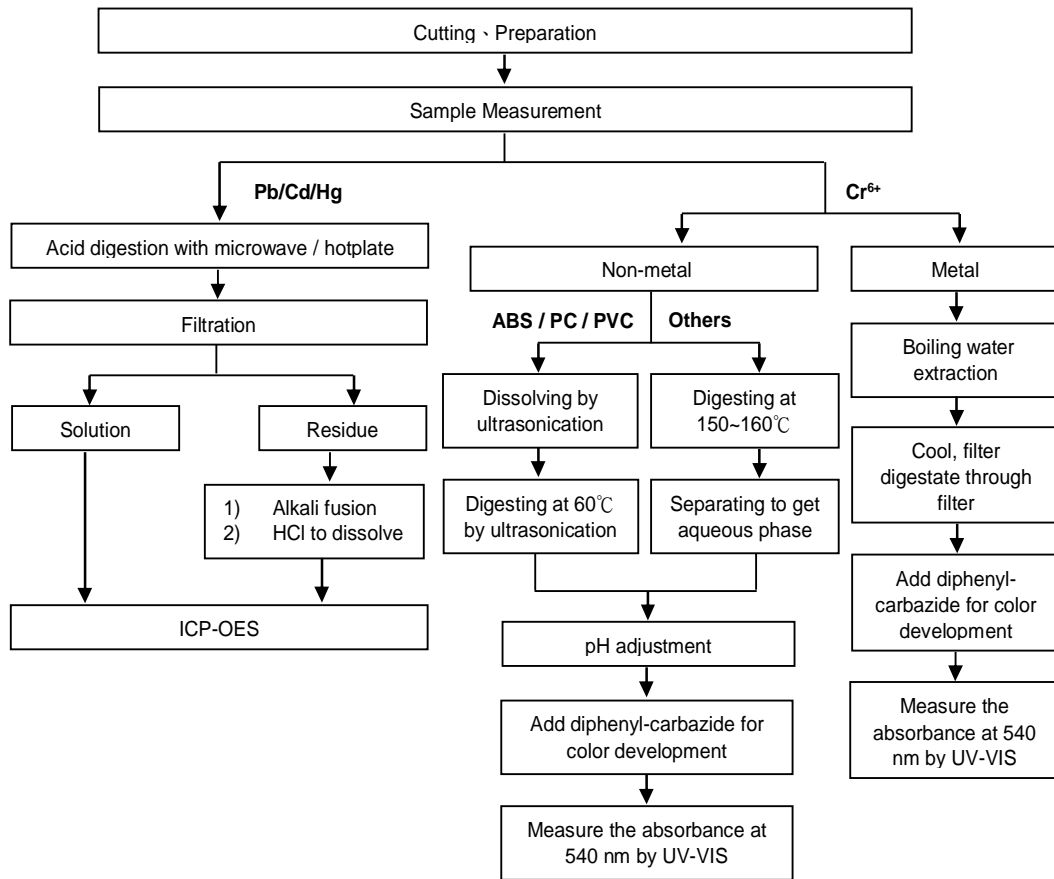 Cutting、Preparation
Sample Measurement
Pb/Cd/Hg
Acid digestion with microwave / hotplate
Filtration
Solution
Residue
1) Alkali fusion
2) HCl to dissolve
ICP-OES
Cr⁶⁺
Non-metal
ABS / PC / PVC
Others
Dissolving by
ultrasonication
Digesting at
150~160℃
Digesting at 60℃
by ultrasonication
Separating to get
aqueous phase
pH adjustment
Add diphenyl-carbazide for
color development
Measure the absorbance at
540 nm by UV-VIS
Metal
Boiling water
extraction
Cool, filter
digestate through
filter
Add diphenyl-
carbazide for color
development
Measure the
absorbance at 540
nm by UV-VIS